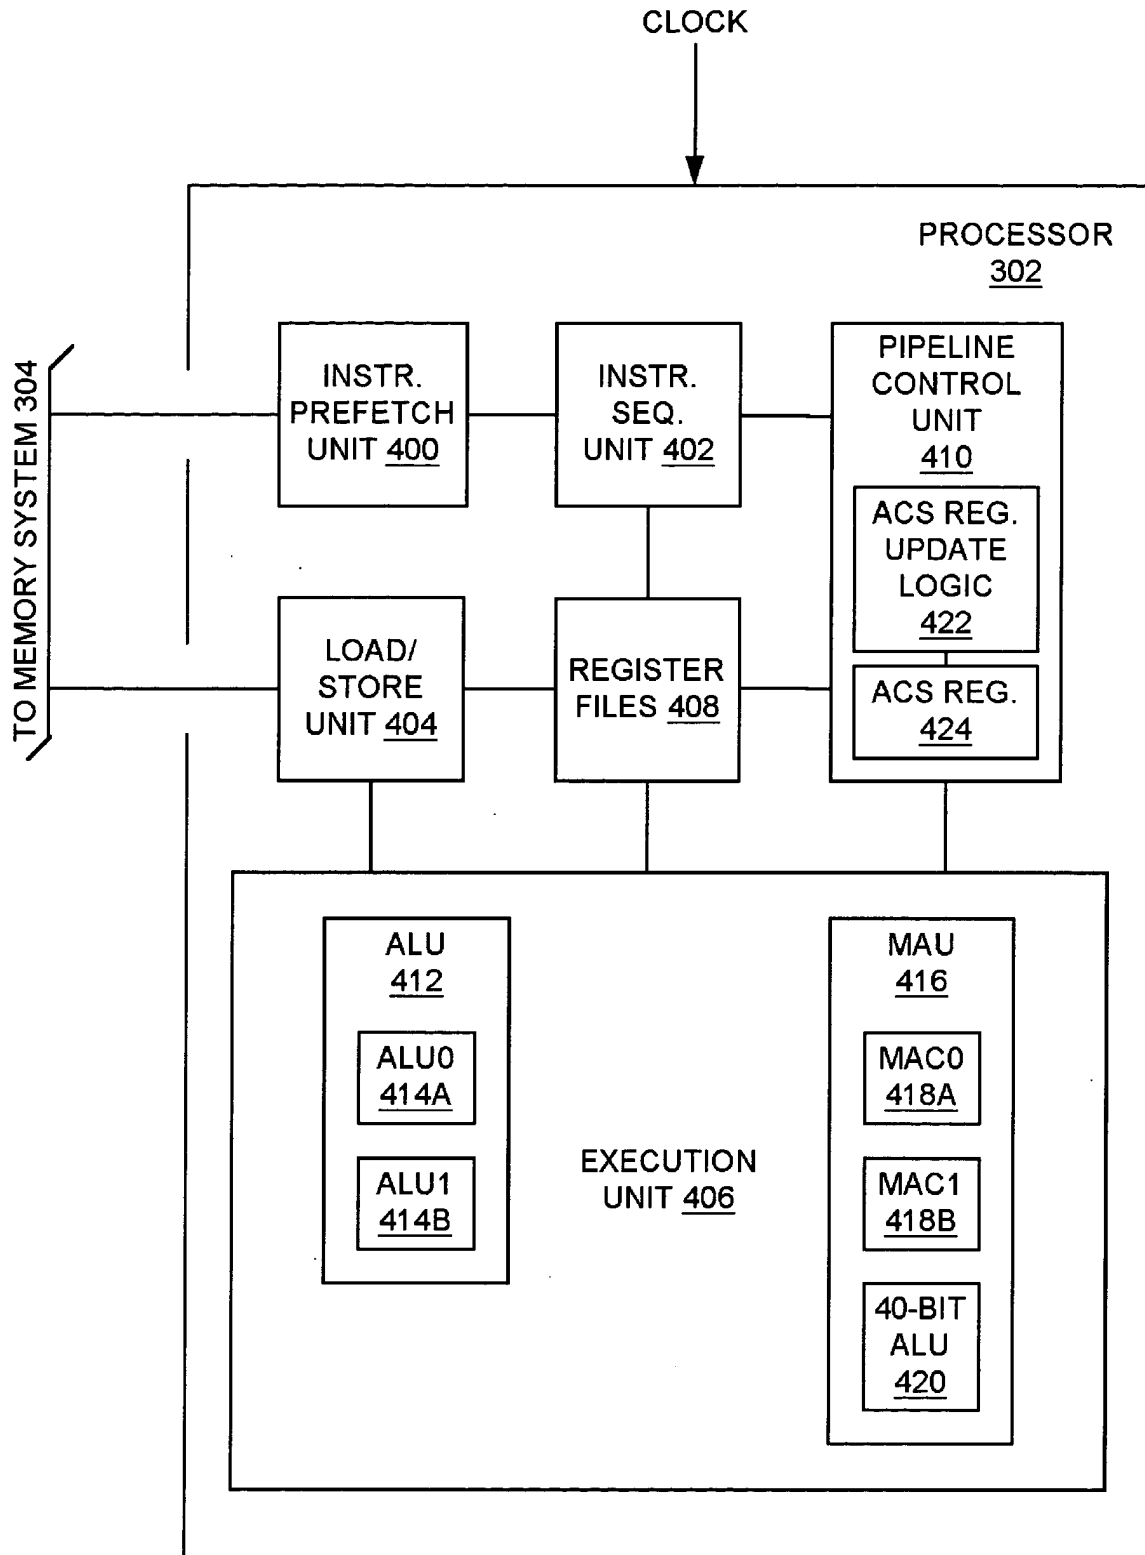 CLOCK
PROCESSOR
302
TO MEMORY SYSTEM 304
INSTR.
PREFETCH
UNIT 400
INSTR.
SEQ.
UNIT 402
PIPELINE
CONTROL
UNIT
410
ACS REG.
UPDATE
LOGIC
422
ACS REG.
424
LOAD/
STORE
UNIT 404
REGISTER
FILES 408
ALU
412
ALU0
414A
ALU1
414B
EXECUTION
UNIT 406
MAU
416
MAC0
418A
MAC1
418B
40-BIT
ALU
420